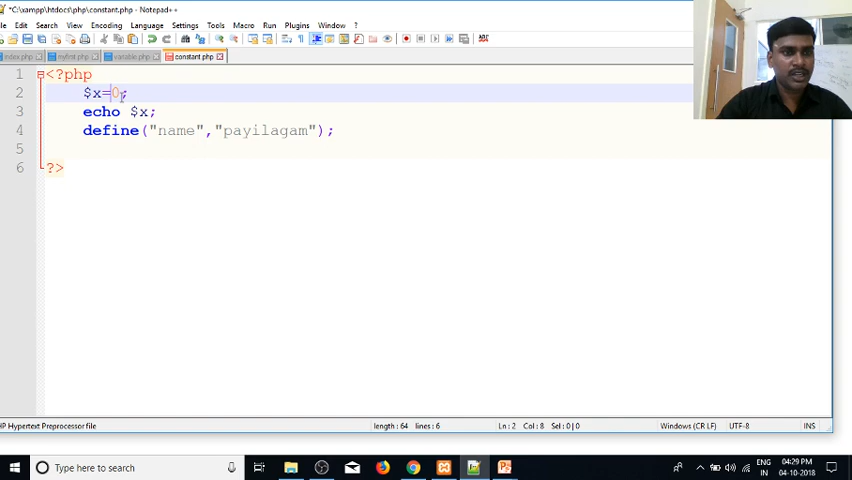 *C:\xampp\htdocs\php\constant.php - Notepad++
File Edit Search View Encoding Language Settings Tools Macro Run Plugins Window ?
index.php myfirst.php variable.php constant.php
1 <?php
2 $x=0;
3 echo $x;
4 define("name","payilagam");
5
6 ?>
HP Hypertext Preprocessor file length : 64 lines : 6 Ln : 2 Col : 8 Sel : 0 | 0 Windows (CR LF) UTF-8 INS
Type here to search
ENG
IN
04:29 PM
04-10-2018